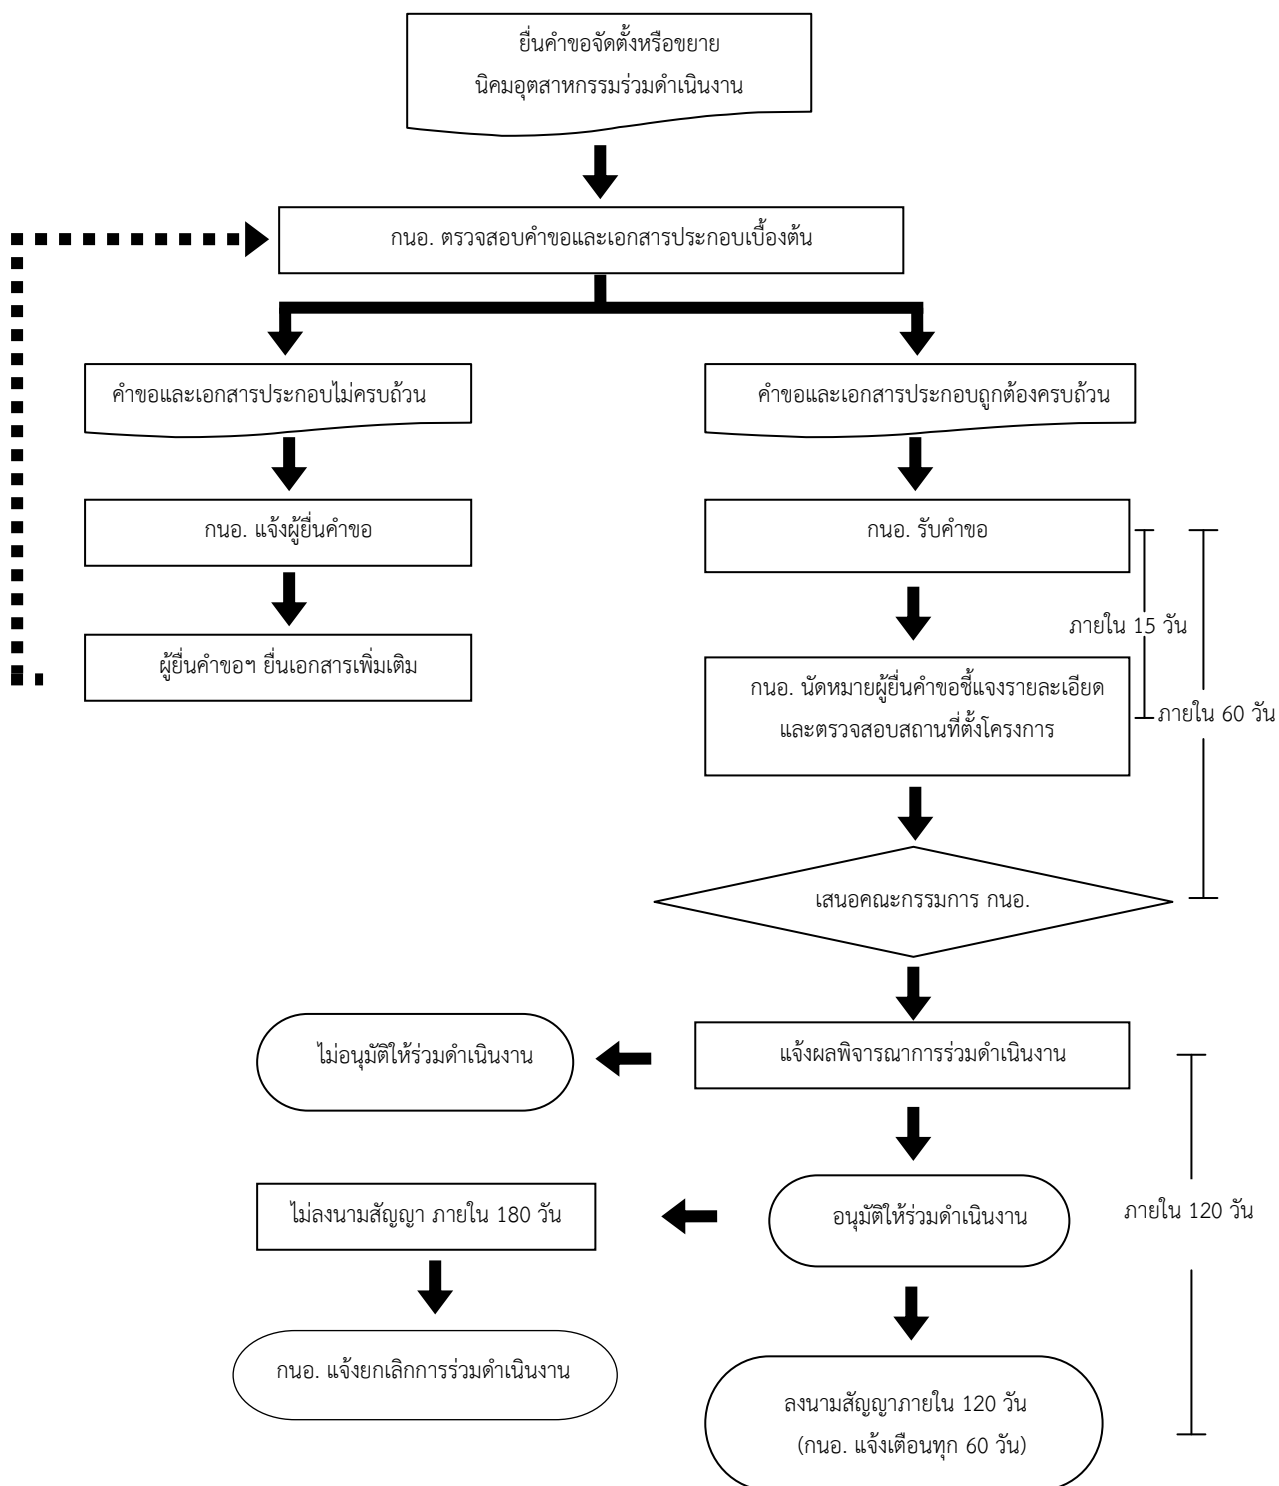 ยื่นคำขอจัดตั้งหรือขยาย
นิคมอุตสาหกรรมร่วมดำเนินงาน
กนอ. ตรวจสอบคำขอและเอกสารประกอบเบื้องต้น
คำขอและเอกสารประกอบไม่ครบถ้วน
คำขอและเอกสารประกอบถูกต้องครบถ้วน
กนอ. แจ้งผู้ยื่นคำขอ
กนอ. รับคำขอ
ภายใน 15 วัน
ผู้ยื่นคำขอฯ ยื่นเอกสารเพิ่มเติม
กนอ. นัดหมายผู้ยื่นคำขอชี้แจงรายละเอียด
และตรวจสอบสถานที่ตั้งโครงการ
ภายใน 60 วัน
เสนอคณะกรรมการ กนอ.
ไม่อนุมัติให้ร่วมดำเนินงาน
แจ้งผลพิจารณาการร่วมดำเนินงาน
ไม่ลงนามสัญญา ภายใน 180 วัน
อนุมัติให้ร่วมดำเนินงาน
ภายใน 120 วัน
กนอ. แจ้งยกเลิกการร่วมดำเนินงาน
ลงนามสัญญาภายใน 120 วัน
(กนอ. แจ้งเตือนทุก 60 วัน)